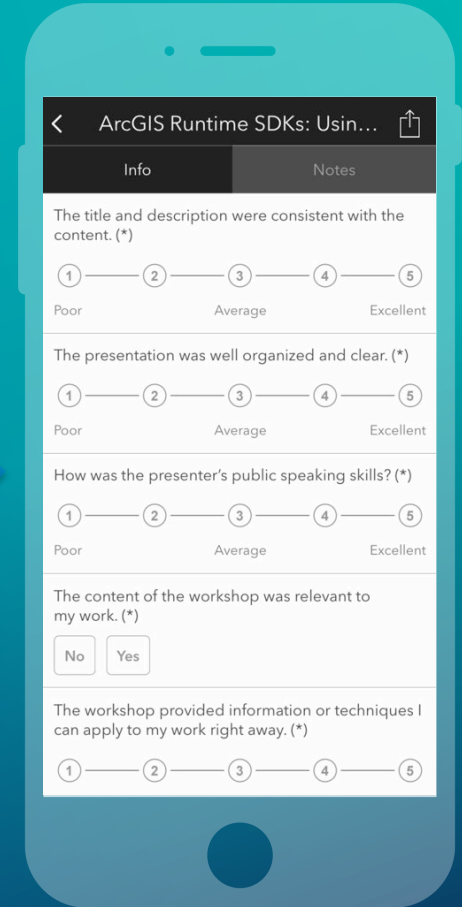 ArcGIS Runtime SDKs: Usin...
Info Notes
The title and description were consistent with the
content. (*)
1 2 3 4 5
Poor Average Excellent
The presentation was well organized and clear. (*)
1 2 3 4 5
Poor Average Excellent
How was the presenter's public speaking skills? (*)
1 2 3 4 5
Poor Average Excellent
The content of the workshop was relevant to
my work. (*)
No Yes
The workshop provided information or techniques I
can apply to my work right away. (*)
1 2 3 4 5